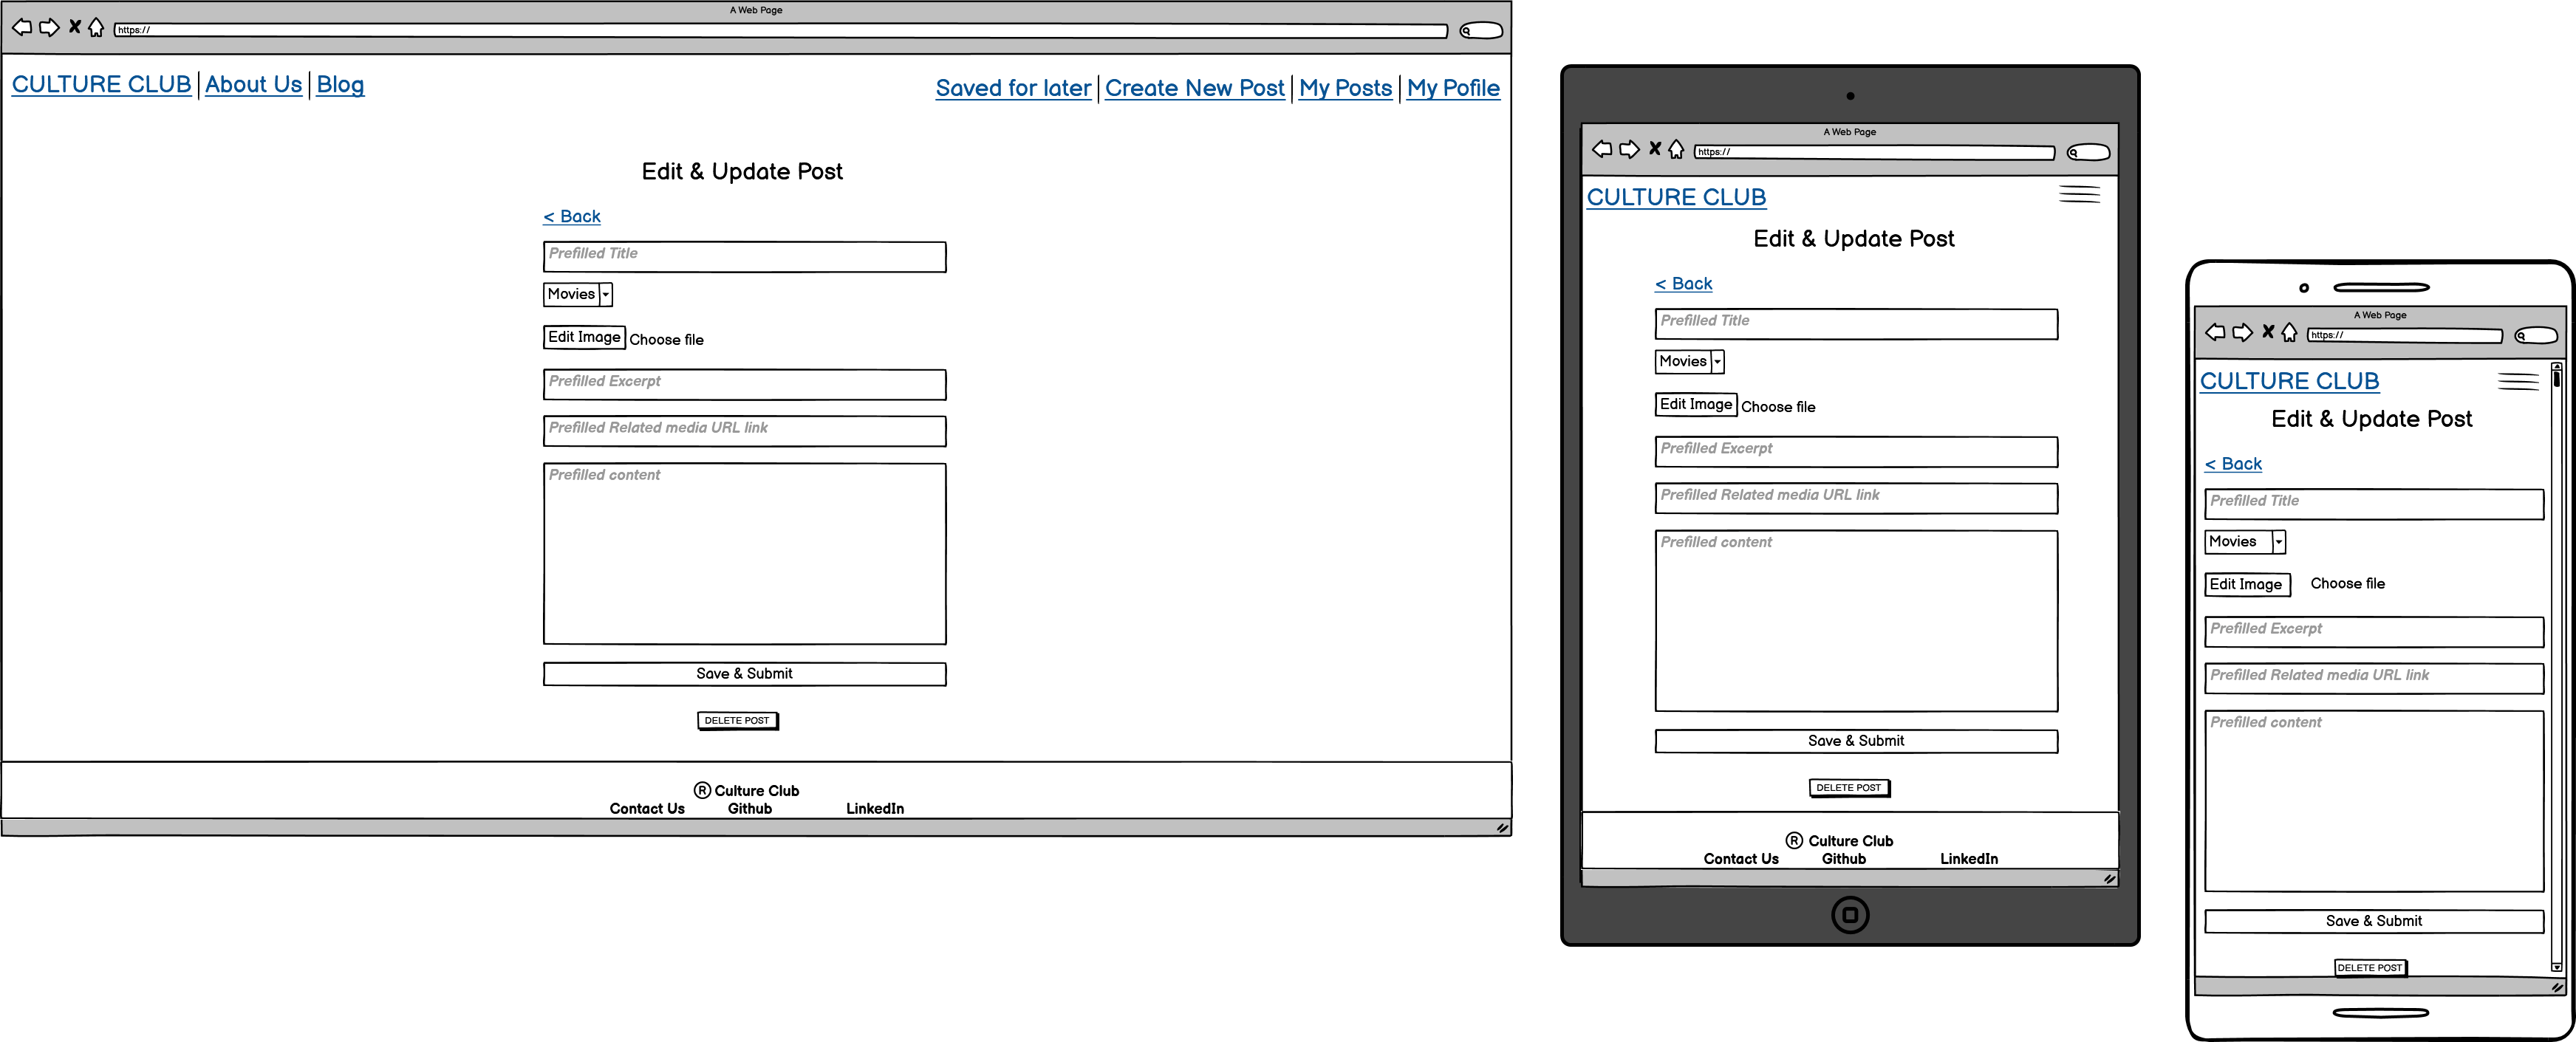 A Web Page
https://
CULTURE CLUB About Us Blog
Saved for later Create New Post My Posts My Pofile
Edit & Update Post
< Back
Prefilled Title
Movies
Edit Image Choose file
Prefilled Excerpt
Prefilled Related media URL link
Prefilled content
Save & Submit
DELETE POST
® Culture Club
Contact Us Github LinkedIn
A Web Page
https://
CULTURE CLUB
Edit & Update Post
< Back
Prefilled Title
Movies
Edit Image Choose file
Prefilled Excerpt
Prefilled Related media URL link
Prefilled content
Save & Submit
DELETE POST
® Culture Club
Contact Us Github LinkedIn
A Web Page
https://
CULTURE CLUB
Edit & Update Post
< Back
Prefilled Title
Movies
Edit Image Choose file
Prefilled Excerpt
Prefilled Related media URL link
Prefilled content
Save & Submit
DELETE POST